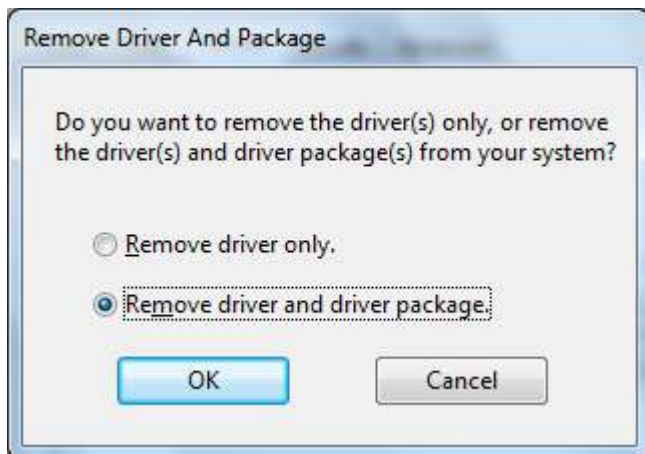 Remove Driver And Package
Do you want to remove the driver(s) only, or remove
the driver(s) and driver package(s) from your system?
Remove driver only.
Remove driver and driver package.
OK Cancel